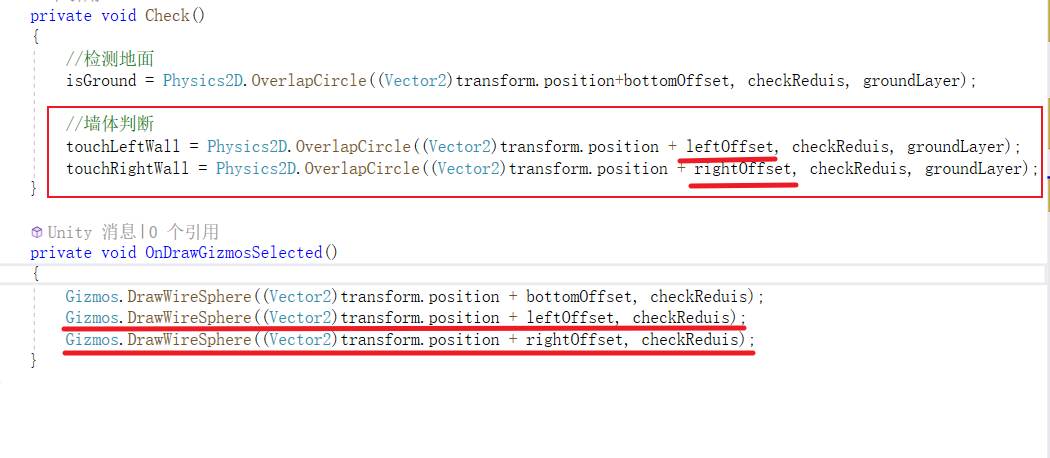 private void Check()
{
//检测地面
isGround = Physics2D.OverlapCircle((Vector2)transform.position+bottomOffset, checkReduis, groundLayer);
//墙体判断
touchLeftWall = Physics2D.OverlapCircle((Vector2)transform.position + leftOffset, checkReduis, groundLayer);
touchRightWall = Physics2D.OverlapCircle((Vector2)transform.position + rightOffset, checkReduis, groundLayer);
}
Unity 消息|0 个引用
private void OnDrawGizmosSelected()
{
Gizmos.DrawWireSphere((Vector2)transform.position + bottomOffset, checkReduis);
Gizmos.DrawWireSphere((Vector2)transform.position + leftOffset, checkReduis);
Gizmos.DrawWireSphere((Vector2)transform.position + rightOffset, checkReduis);
}